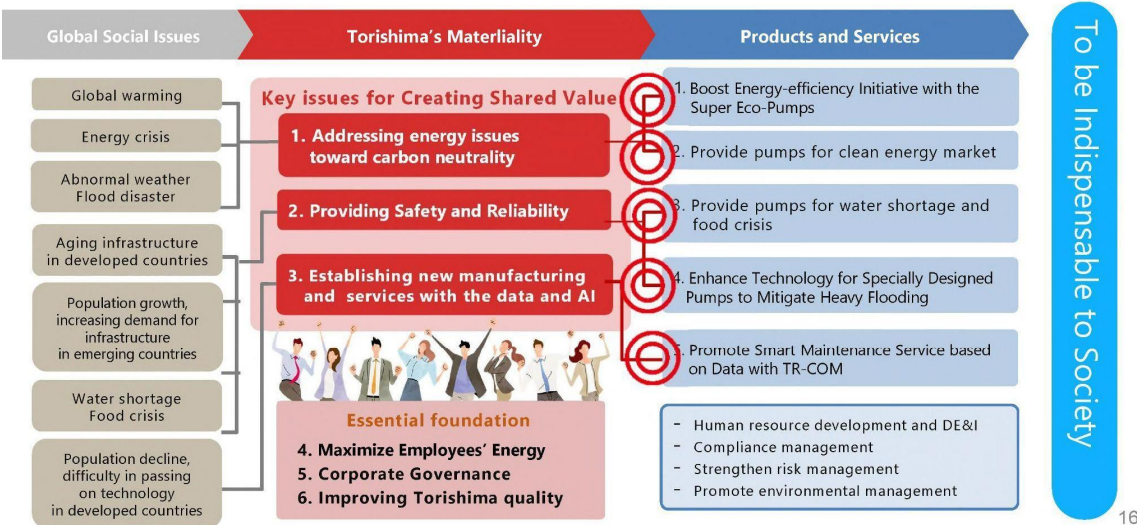 Global Social Issues
Torishima's Materliality
Products and Services
Global warming
Energy crisis
Abnormal weather
Flood disaster
Aging infrastructure
in developed countries
Population growth,
increasing demand for
infrastructure
in emerging countries
Water shortage
Food crisis
Population decline,
difficulty in passing
on technology
in developed countries
Key issues for Creating Shared Value
1. Addressing energy issues
toward carbon neutrality
2. Providing Safety and Reliability
3. Establishing new manufacturing
and services with the data and AI
Essential foundation
4. Maximize Employees' Energy
5. Corporate Governance
6. Improving Torishima quality
1. Boost Energy-efficiency Initiative with the
Super Eco-Pumps
2. Provide pumps for clean energy market
3. Provide pumps for water shortage and
food crisis
4. Enhance Technology for Specially Designed
Pumps to Mitigate Heavy Flooding
5. Promote Smart Maintenance Service based
on Data with TR-COM
- Human resource development and DE&I
- Compliance management
- Strengthen risk management
- Promote environmental management
To be Indispensable to Society
16